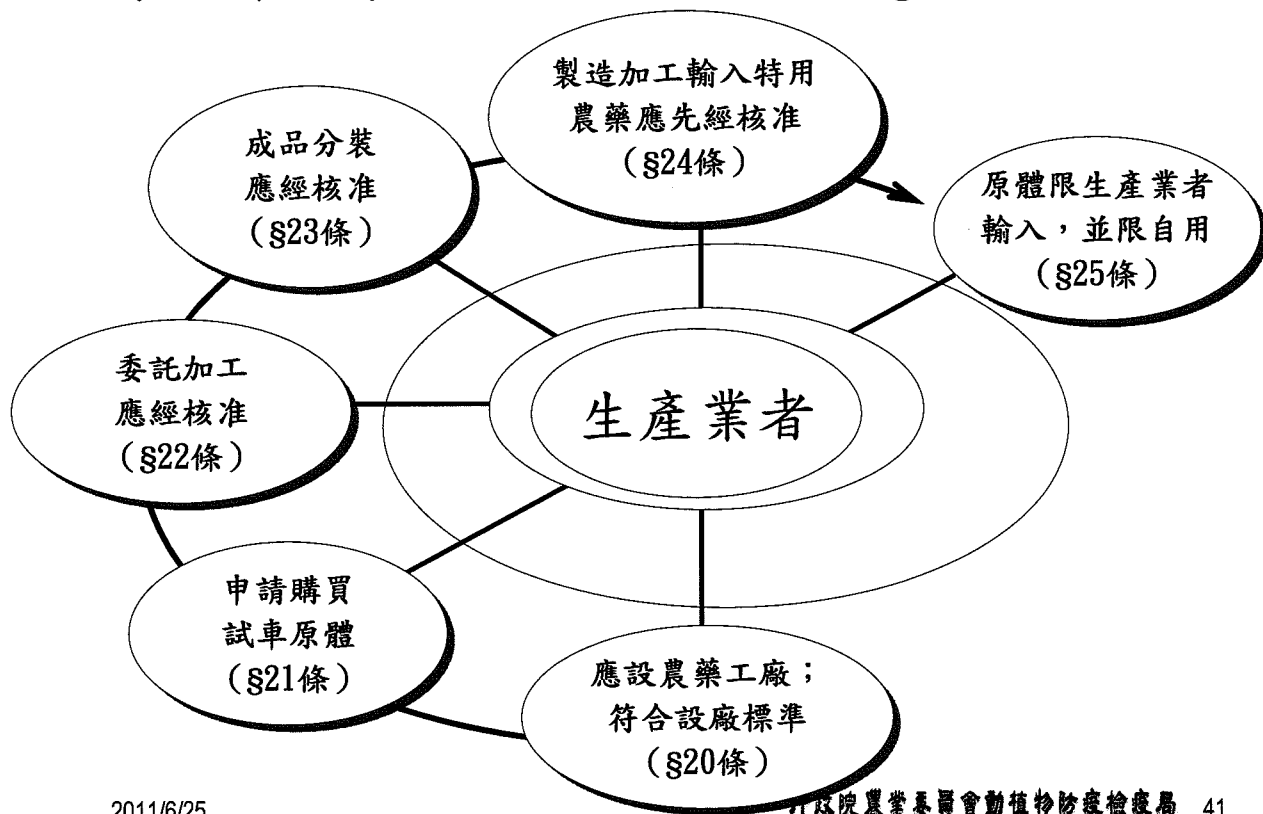 製造加工輸入特用
農藥應先經核准
(§24條)
成品分裝
應經核准
(§23條)
原體限生產業者
輸入，並限自用
(§25條)
委託加工
應經核准
(§22條)
生產業者
申請購買
試車原體
(§21條)
應設農藥工廠；
符合設廠標準
(§20條)
2011/6/25
行政院農業委員會動植物防疫檢疫局 41